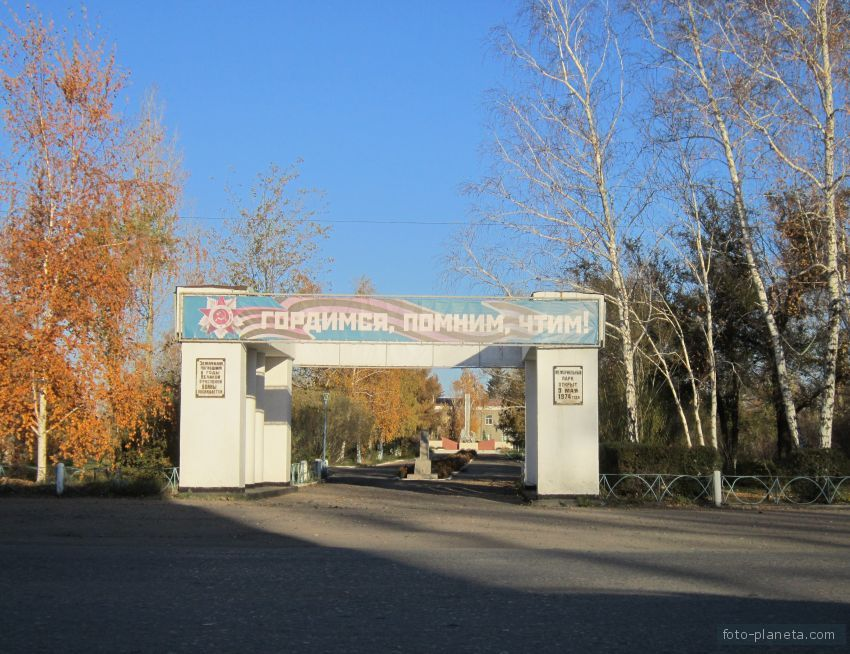 ГОРДИМСЯ, ПОМНИМ, ЧТИМ!
ЗЕМЛЯКАМ,
ПОГИБШИМ
В ГОДЫ
ВЕЛИКОЙ
ОТЕЧ.
ВОЙНЫ
ПОСВЯЩАЕТСЯ
МЕМОРИАЛЬНЫЙ
ПАРК
ОТКРЫТ
9 МАЯ
1974 ГОДА
foto-planeta.com